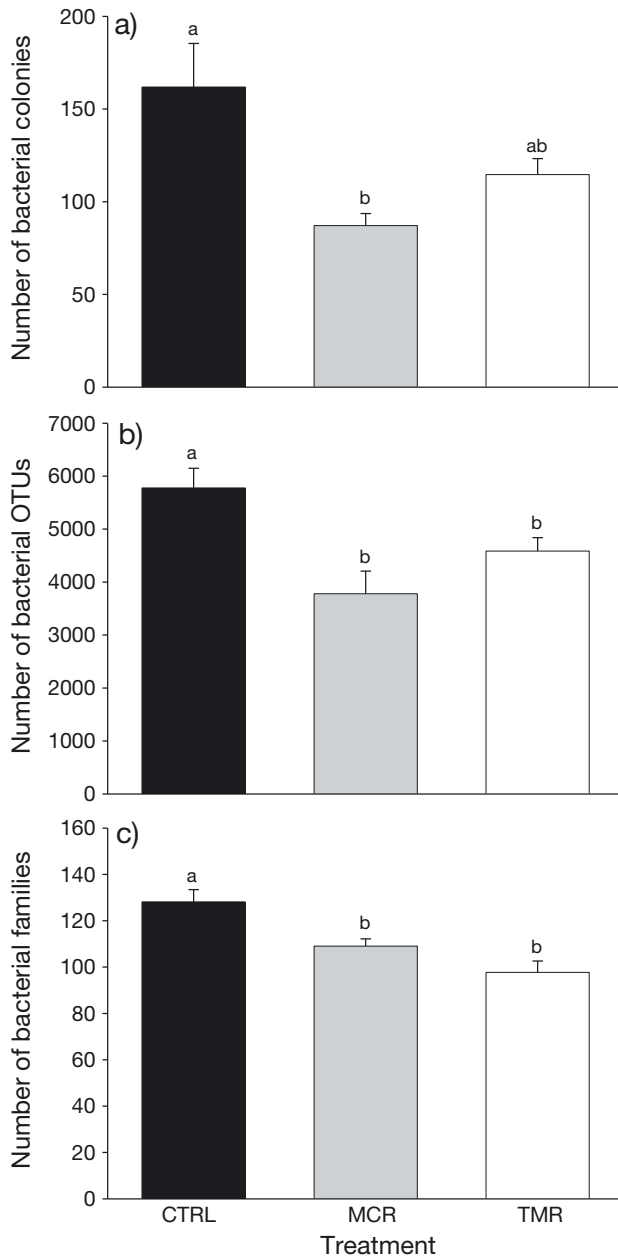 a)
Number of bacterial colonies
200
150
100
50
0
a
b
ab
b)
Number of bacterial OTUs
7000
6000
5000
4000
3000
2000
1000
0
a
b
b
c)
Number of bacterial families
160
140
120
100
80
60
40
20
0
a
b
b
CTRL MCR TMR
Treatment